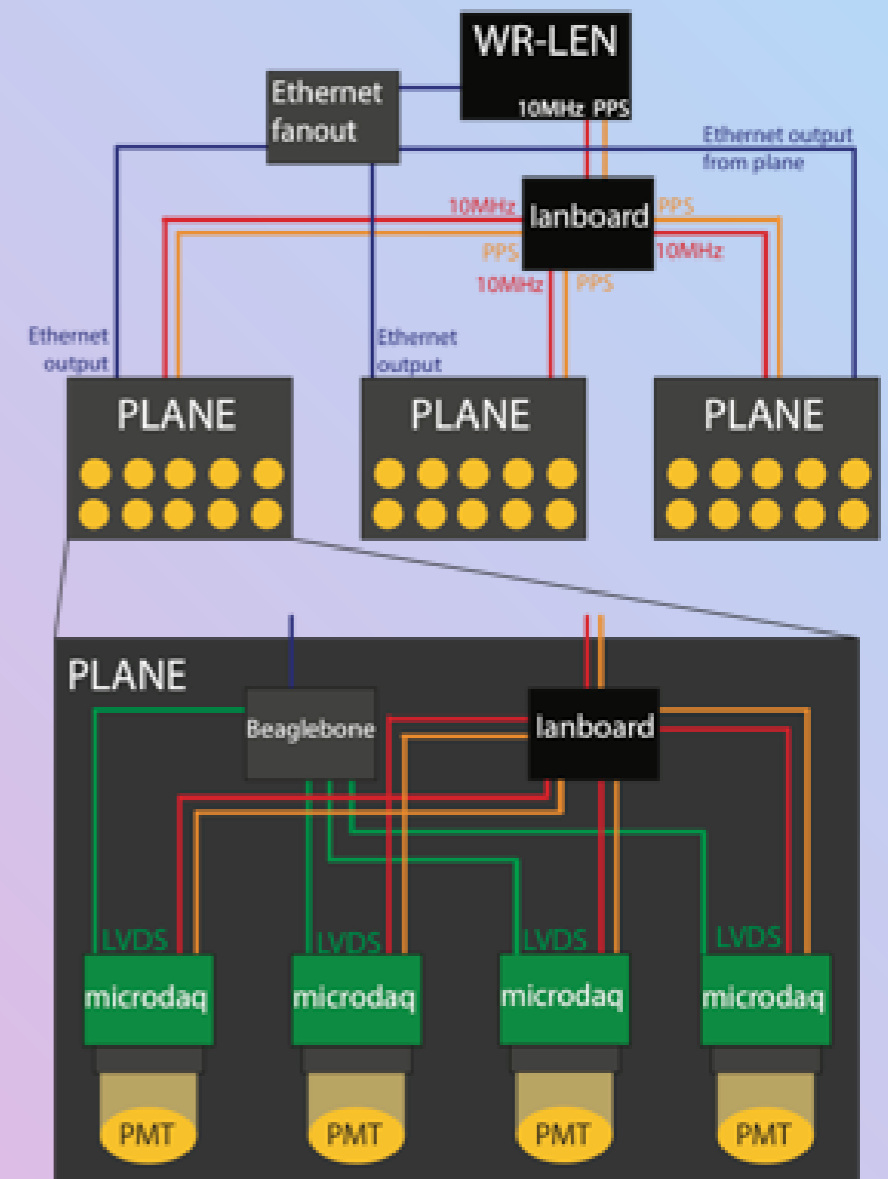 WR-LEN
10MHz PPS
Ethernet
fanout
Ethernet output
from plane
10MHz
lanboard
PPS
PPS
10MHz
10MHz
PPS
Ethernet
output
Ethernet
output
PLANE
PLANE
PLANE
PLANE
Beaglebone
lanboard
LVDS
LVDS
LVDS
LVDS
microdaq
microdaq
microdaq
microdaq
PMT
PMT
PMT
PMT